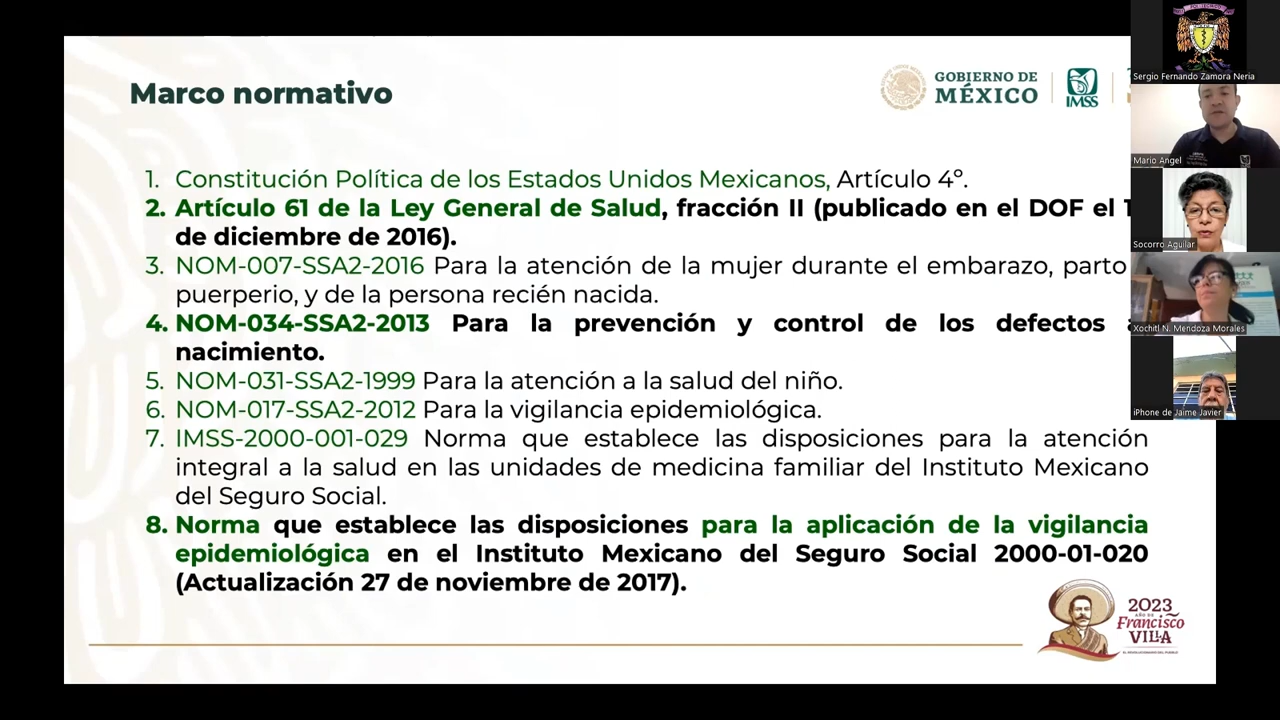 Marco normativo
GOBIERNO DE
MÉXICO
IMSS
1. Constitución Política de los Estados Unidos Mexicanos, Artículo 4º.
2. Artículo 61 de la Ley General de Salud, fracción II (publicado en el DOF el
de diciembre de 2016).
3. NOM-007-SSA2-2016 Para la atención de la mujer durante el embarazo, parto
puerperio, y de la persona recién nacida.
4. NOM-034-SSA2-2013 Para la prevención y control de los defectos
nacimiento.
5. NOM-031-SSA2-1999 Para la atención a la salud del niño.
6. NOM-017-SSA2-2012 Para la vigilancia epidemiológica.
7. IMSS-2000-001-029 Norma que establece las disposiciones para la atención
integral a la salud en las unidades de medicina familiar del Instituto Mexicano
del Seguro Social.
8. Norma que establece las disposiciones para la aplicación de la vigilancia
epidemiológica en el Instituto Mexicano del Seguro Social 2000-01-020
(Actualización 27 de noviembre de 2017).
2023
AÑO DE
Francisco
VILLA
EL REVOLUCIONARIO DEL PUEBLO
Sergio Fernando Zamora Neria
Mario Angel
Socorro Aguilar
Xochitl N. Mendoza Morales
iPhone de Jaime Javier